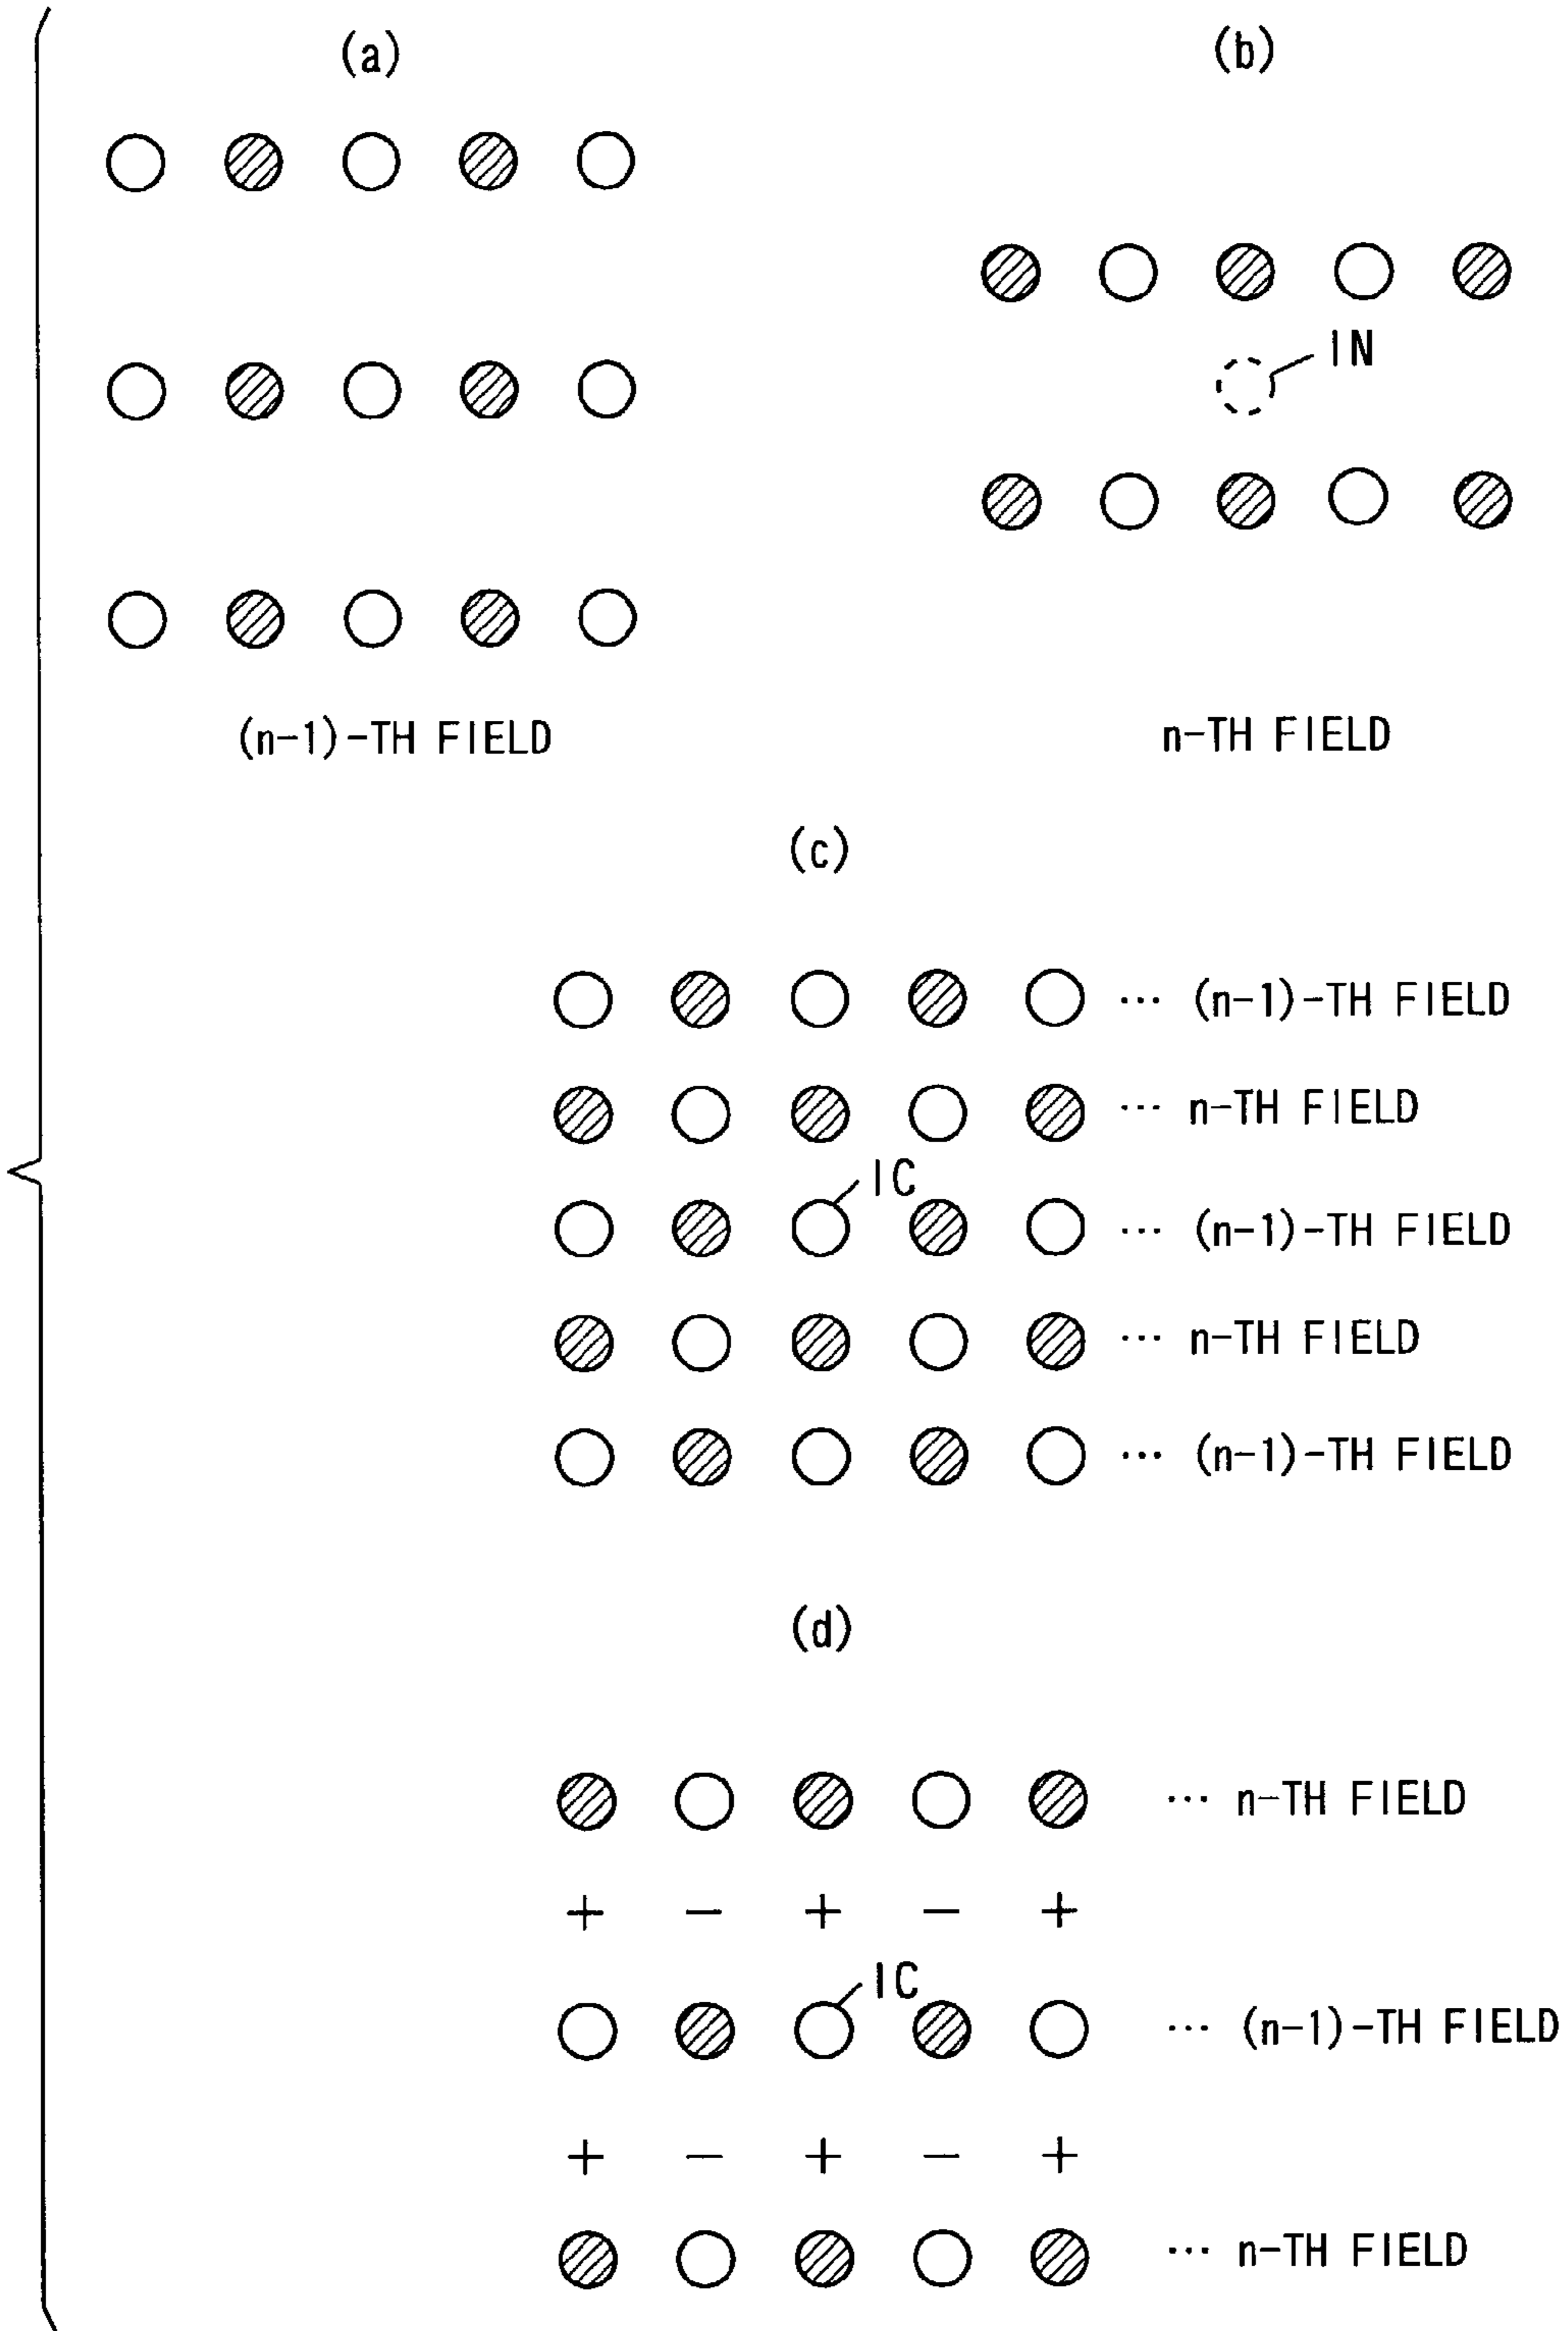 (a)
(b)
IN
(n-1)-TH FIELD
n-TH FIELD
(c)
··· (n-1)-TH FIELD
··· n-TH FIELD
IC
··· (n-1)-TH FIELD
··· n-TH FIELD
··· (n-1)-TH FIELD
(d)
··· n-TH FIELD
+ − + − +
IC
··· (n-1)-TH FIELD
+ − + − +
··· n-TH FIELD